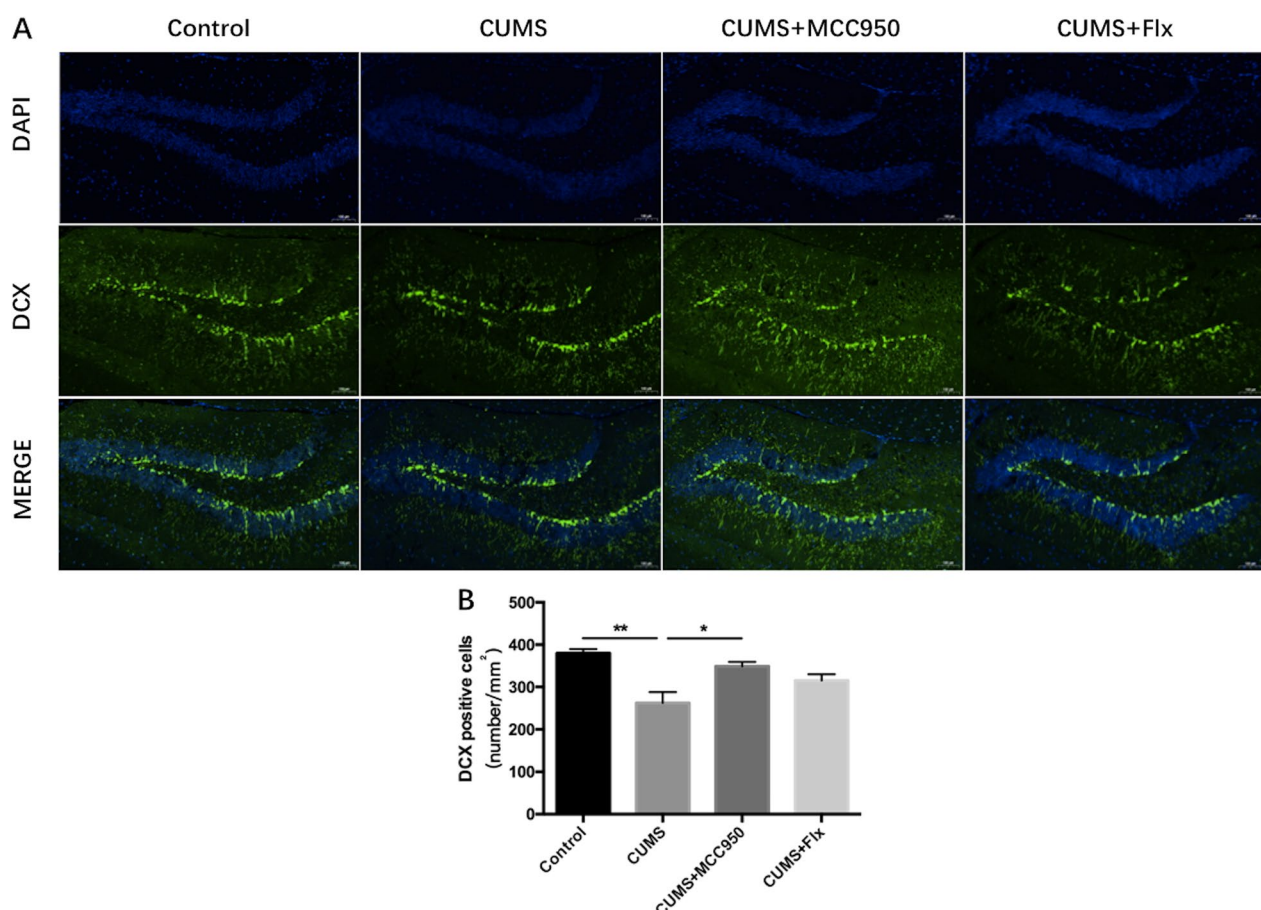 A
Control CUMS CUMS+MCC950 CUMS+Flx
DAPI
DCX
MERGE
B
DCX positive cells
(number/mm²)
500
400
300
200
100
0
** *
Control CUMS CUMS+MCC950 CUMS+Flx